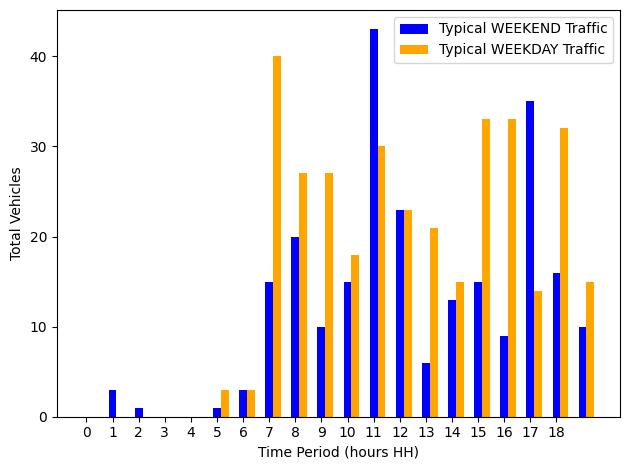 Typical WEEKEND Traffic
Typical WEEKDAY Traffic
40
30
20
10
0
Total Vehicles
0 1 2 3 4 5 6 7 8 9 10 11 12 13 14 15 16 17 18
Time Period (hours HH)